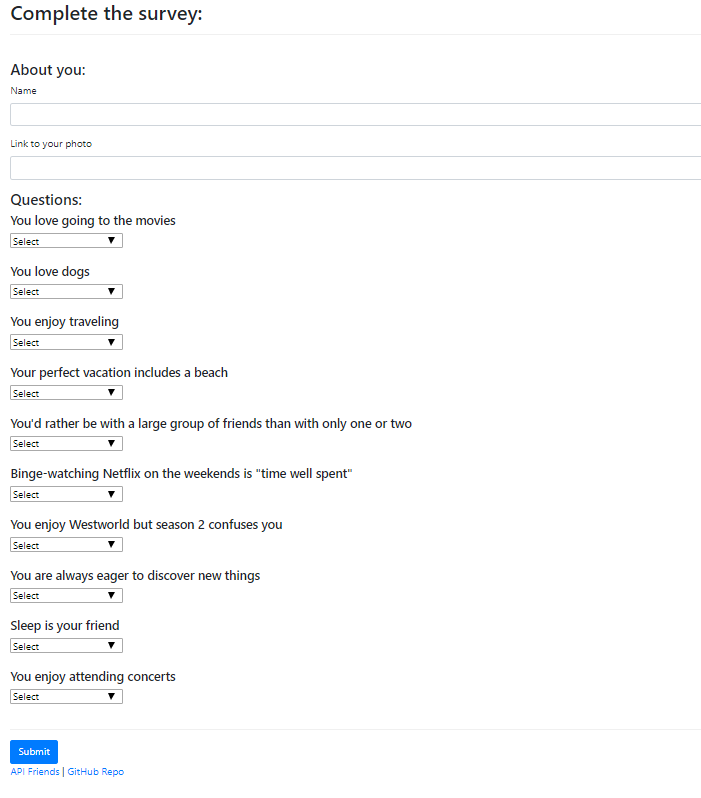 Complete the survey:
About you:
Name
Link to your photo
Questions:
You love going to the movies
Select
You love dogs
Select
You enjoy traveling
Select
Your perfect vacation includes a beach
Select
You'd rather be with a large group of friends than with only one or two
Select
Binge-watching Netflix on the weekends is "time well spent"
Select
You enjoy Westworld but season 2 confuses you
Select
You are always eager to discover new things
Select
Sleep is your friend
Select
You enjoy attending concerts
Select
Submit
API Friends | GitHub Repo